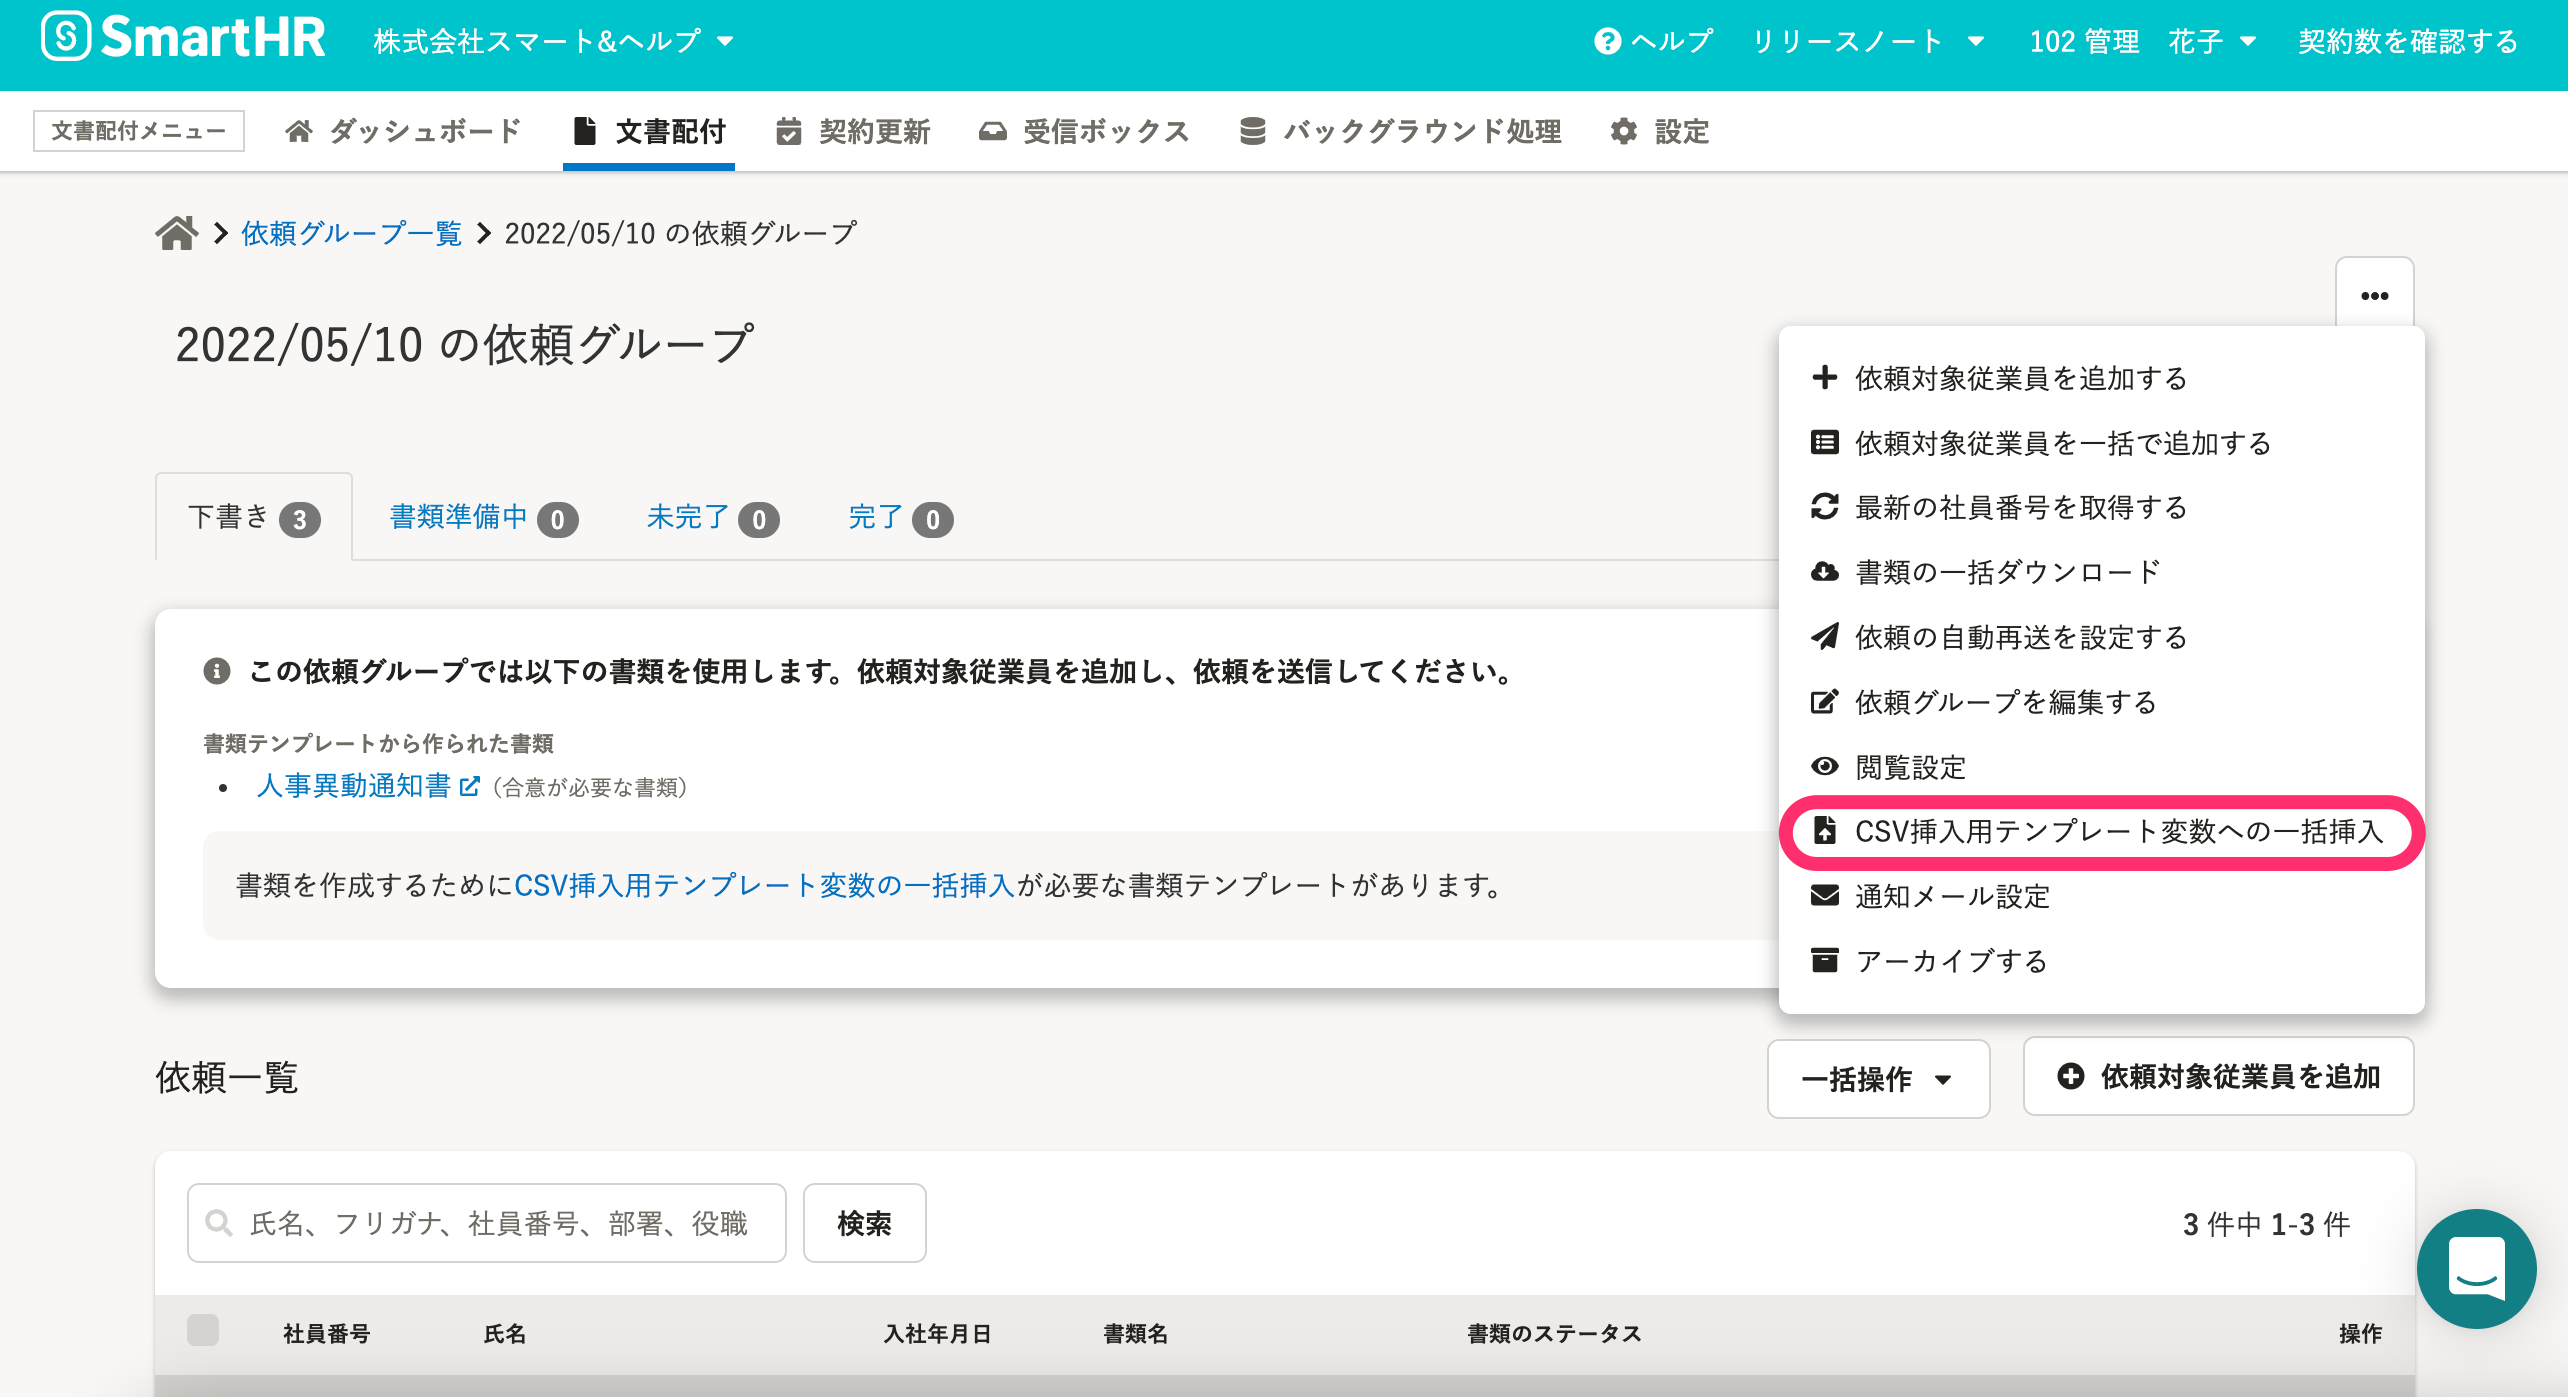 SmartHR 株式会社スマート&ヘルプ ヘルプ リリースノート 102 管理 花子 契約数を確認する
文書配付メニュー ダッシュボード 文書配付 契約更新 受信ボックス バックグラウンド処理 設定
依頼グループ一覧 2022/05/10 の依頼グループ
2022/05/10 の依頼グループ
依頼対象従業員を追加する
依頼対象従業員を一括で追加する
最新の社員番号を取得する
書類の一括ダウンロード
依頼の自動再送を設定する
依頼グループを編集する
閲覧設定
CSV挿入用テンプレート変数への一括挿入
通知メール設定
アーカイブする
下書き 3 書類準備中 0 未完了 0 完了 0
この依頼グループでは以下の書類を使用します。依頼対象従業員を追加し、依頼を送信してください。
書類テンプレートから作られた書類
• 人事異動通知書（合意が必要な書類）
書類を作成するためにCSV挿入用テンプレート変数の一括挿入が必要な書類テンプレートがあります。
依頼一覧 一括操作 依頼対象従業員を追加
氏名、フリガナ、社員番号、部署、役職 検索 3 件中 1-3 件
社員番号 氏名 入社年月日 書類名 書類のステータス 操作